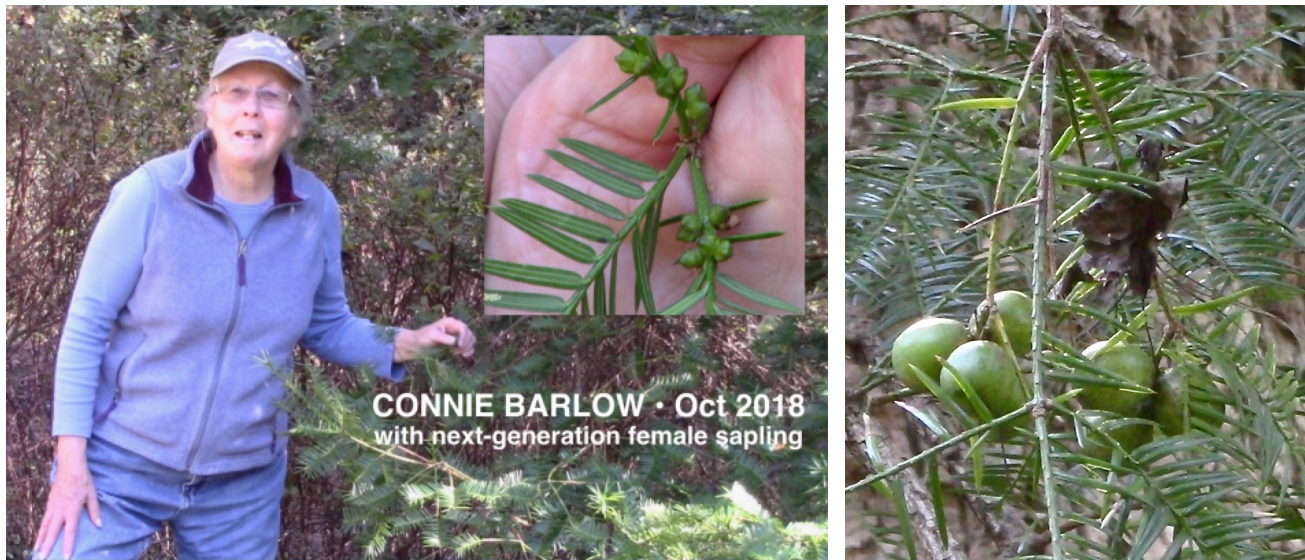 CONNIE BARLOW • Oct 2018
with next-generation female sapling